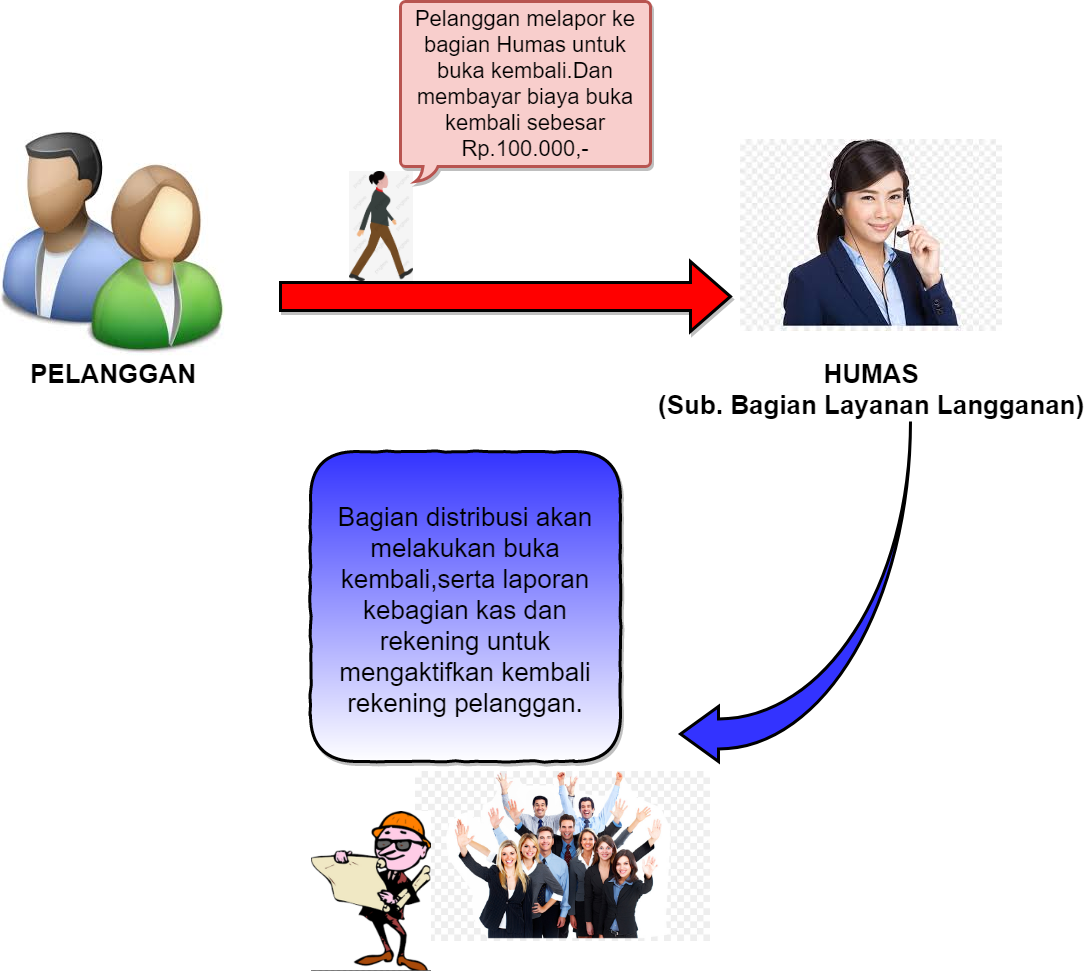 Pelanggan melapor ke
bagian Humas untuk
buka kembali.Dan
membayar biaya buka
kembali sebesar
Rp.100.000,-
PELANGGAN
HUMAS
(Sub. Bagian Layanan Langganan)
Bagian distribusi akan
melakukan buka
kembali,serta laporan
kebagian kas dan
rekening untuk
mengaktifkan kembali
rekening pelanggan.